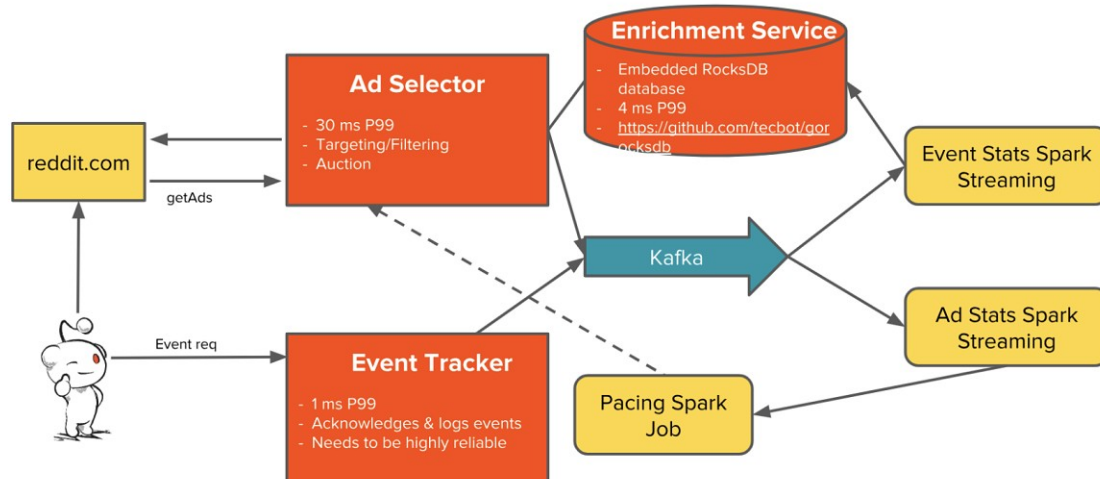 Enrichment Service
- Embedded RocksDB
database
- 4 ms P99
- https://github.com/tecbot/gor
ocksdb
Ad Selector
- 30 ms P99
- Targeting/Filtering
- Auction
reddit.com
getAds
Event Stats Spark
Streaming
Kafka
Ad Stats Spark
Streaming
Event req
Event Tracker
- 1 ms P99
- Acknowledges & logs events
- Needs to be highly reliable
Pacing Spark
Job